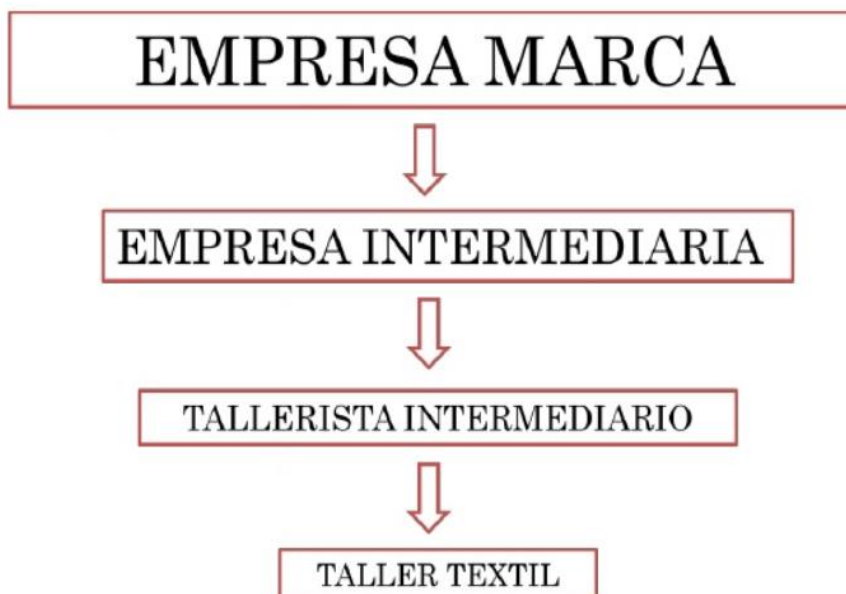 EMPRESA MARCA
EMPRESA INTERMEDIARIA
TALLERISTA INTERMEDIARIO
TALLER TEXTIL